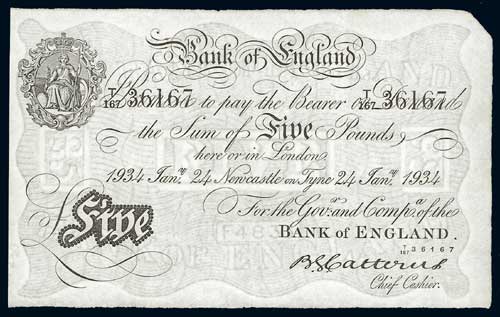 Bank of England
T/167 36167 T/167 36167
Promise to pay the Bearer on Demand
the Sum of Five Pounds
here or in London.
1934 Jany. 24 Newcastle on Tyne 24 Jany. 1934
For the Govr. and Compa. of the
Five
BANK OF ENGLAND.
T/167 36167
B.G. Catterns
Chief Cashier.